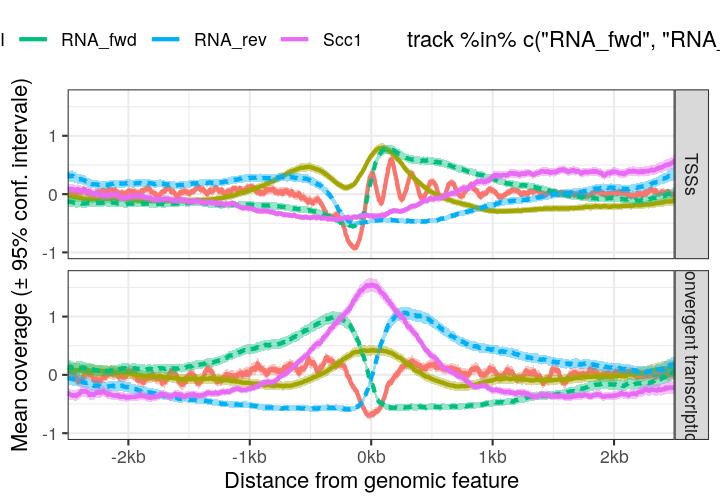 RNA_fwd RNA_rev Scc1 track %in% c("RNA_fwd", "RNA_
Mean coverage (± 95% conf. intervale)
1
0
-1
TSSs
1
0
-1
onvergent transcriptio
-2kb -1kb 0kb 1kb 2kb
Distance from genomic feature